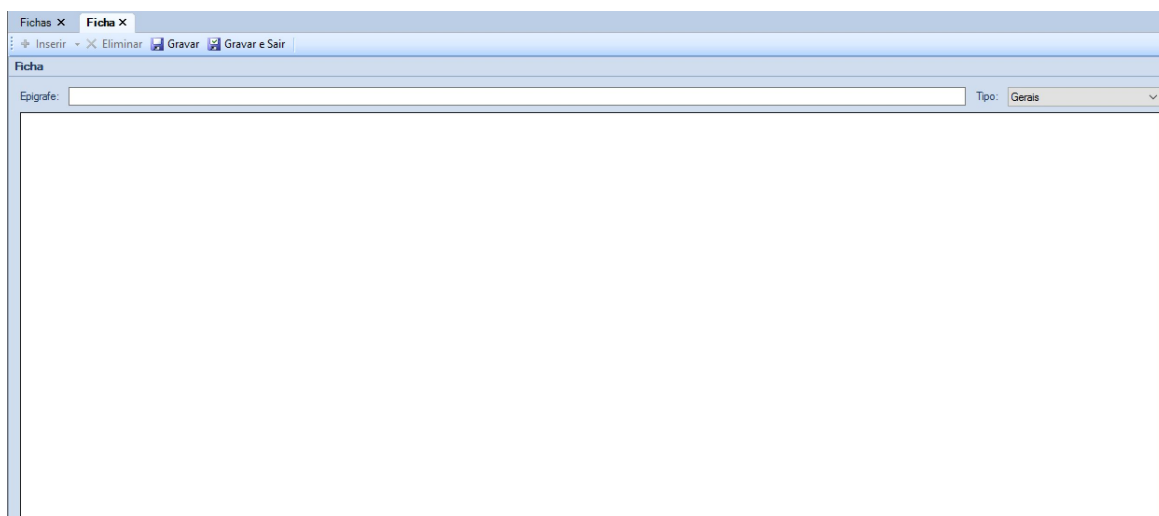 Fichas X Ficha X
Inserir Eliminar Gravar Gravar e Sair
Ficha
Epigrafe: Tipo: Gerais